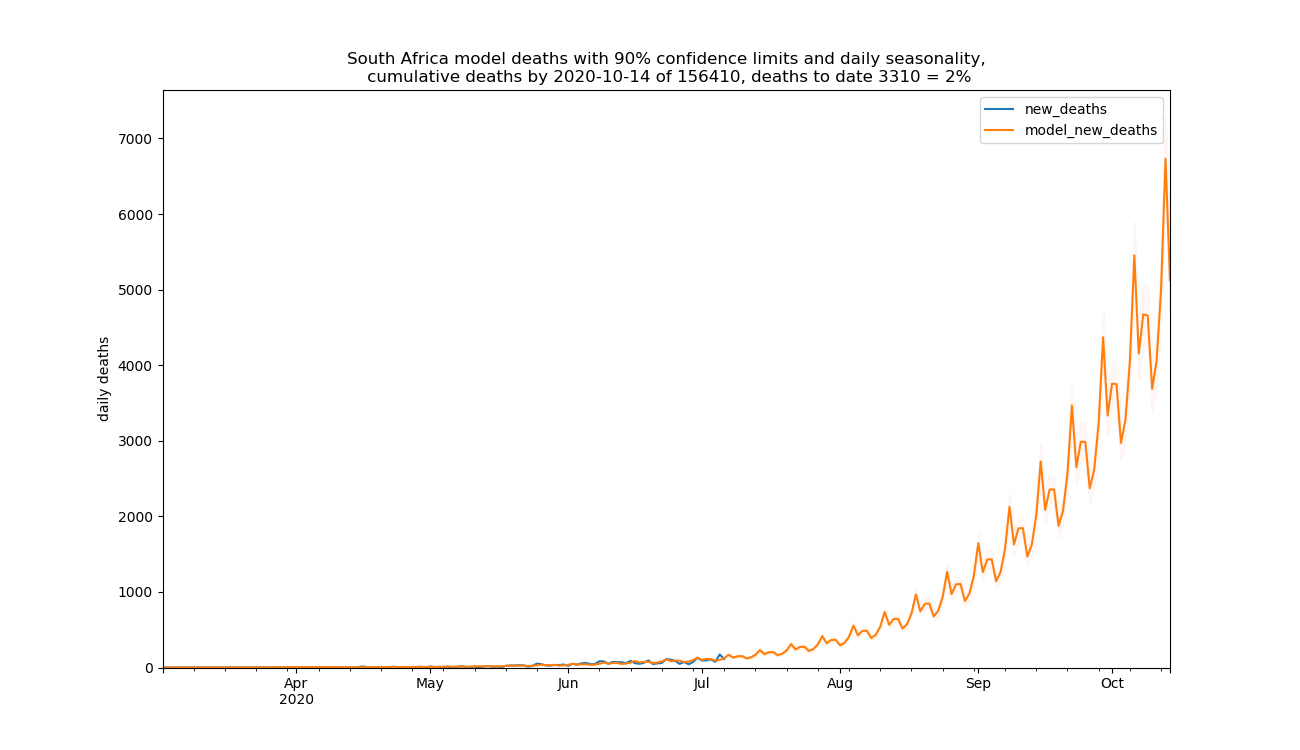 South Africa model deaths with 90% confidence limits and daily seasonality,
cumulative deaths by 2020-10-14 of 156410, deaths to date 3310 = 2%
new_deaths
model_new_deaths
daily deaths
7000
6000
5000
4000
3000
2000
1000
0
Apr May Jun Jul Aug Sep Oct
2020